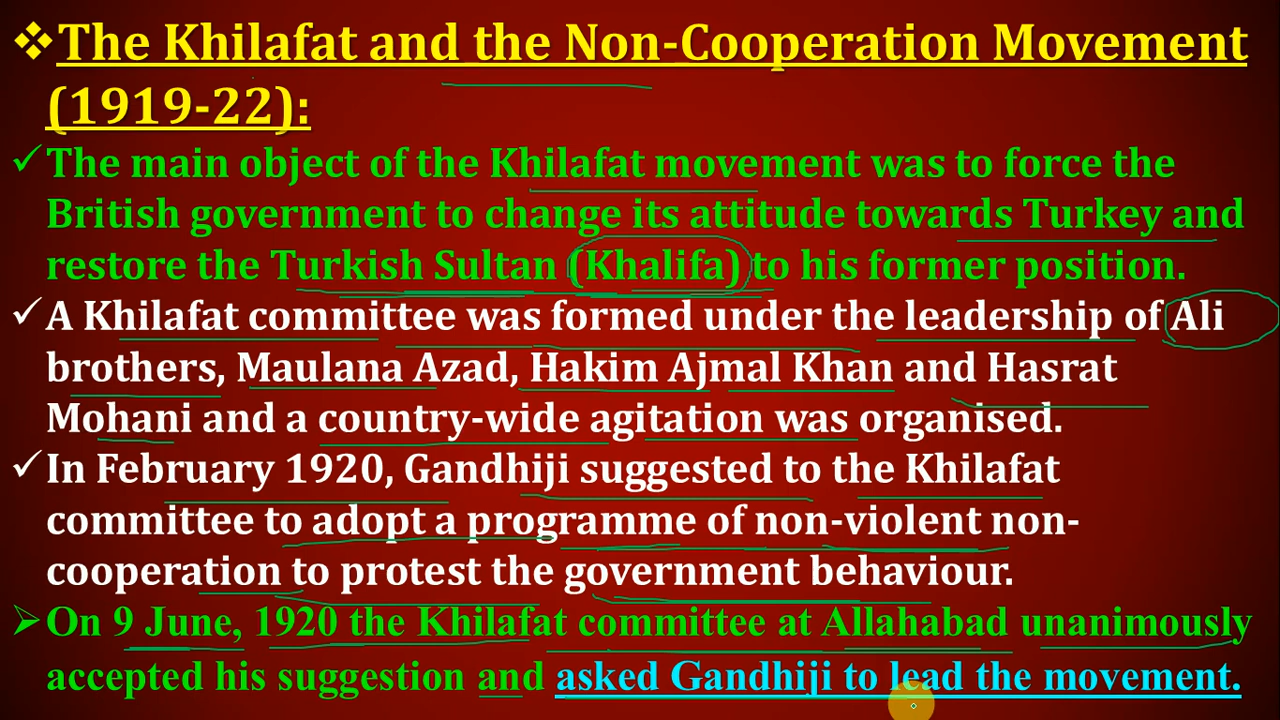 ❖The Khilafat and the Non-Cooperation Movement
(1919-22):
✓The main object of the Khilafat movement was to force the
British government to change its attitude towards Turkey and
restore the Turkish Sultan (Khalifa) to his former position.
✓A Khilafat committee was formed under the leadership of Ali
brothers, Maulana Azad, Hakim Ajmal Khan and Hasrat
Mohani and a country-wide agitation was organised.
✓In February 1920, Gandhiji suggested to the Khilafat
committee to adopt a programme of non-violent non-
cooperation to protest the government behaviour.
➢On 9 June, 1920 the Khilafat committee at Allahabad unanimously
accepted his suggestion and asked Gandhiji to lead the movement.